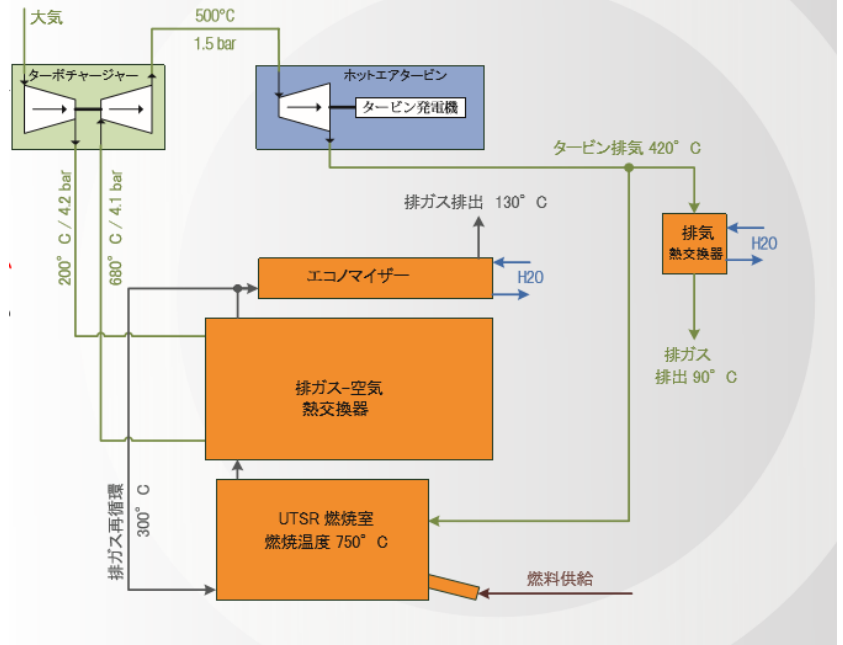 大気
500°C
1.5 bar
ターボチャージャー
ホットエアタービン
タービン発電機
タービン排気 420°C
200°C / 4.2 bar
680°C / 4.1 bar
排ガス排出 130°C
排気
熱交換器
H2O
エコノマイザー
H2O
排ガス-空気
熱交換器
排ガス
排出 90°C
排ガス再循環
300°C
UTSR 燃焼室
燃焼温度 750°C
燃料供給